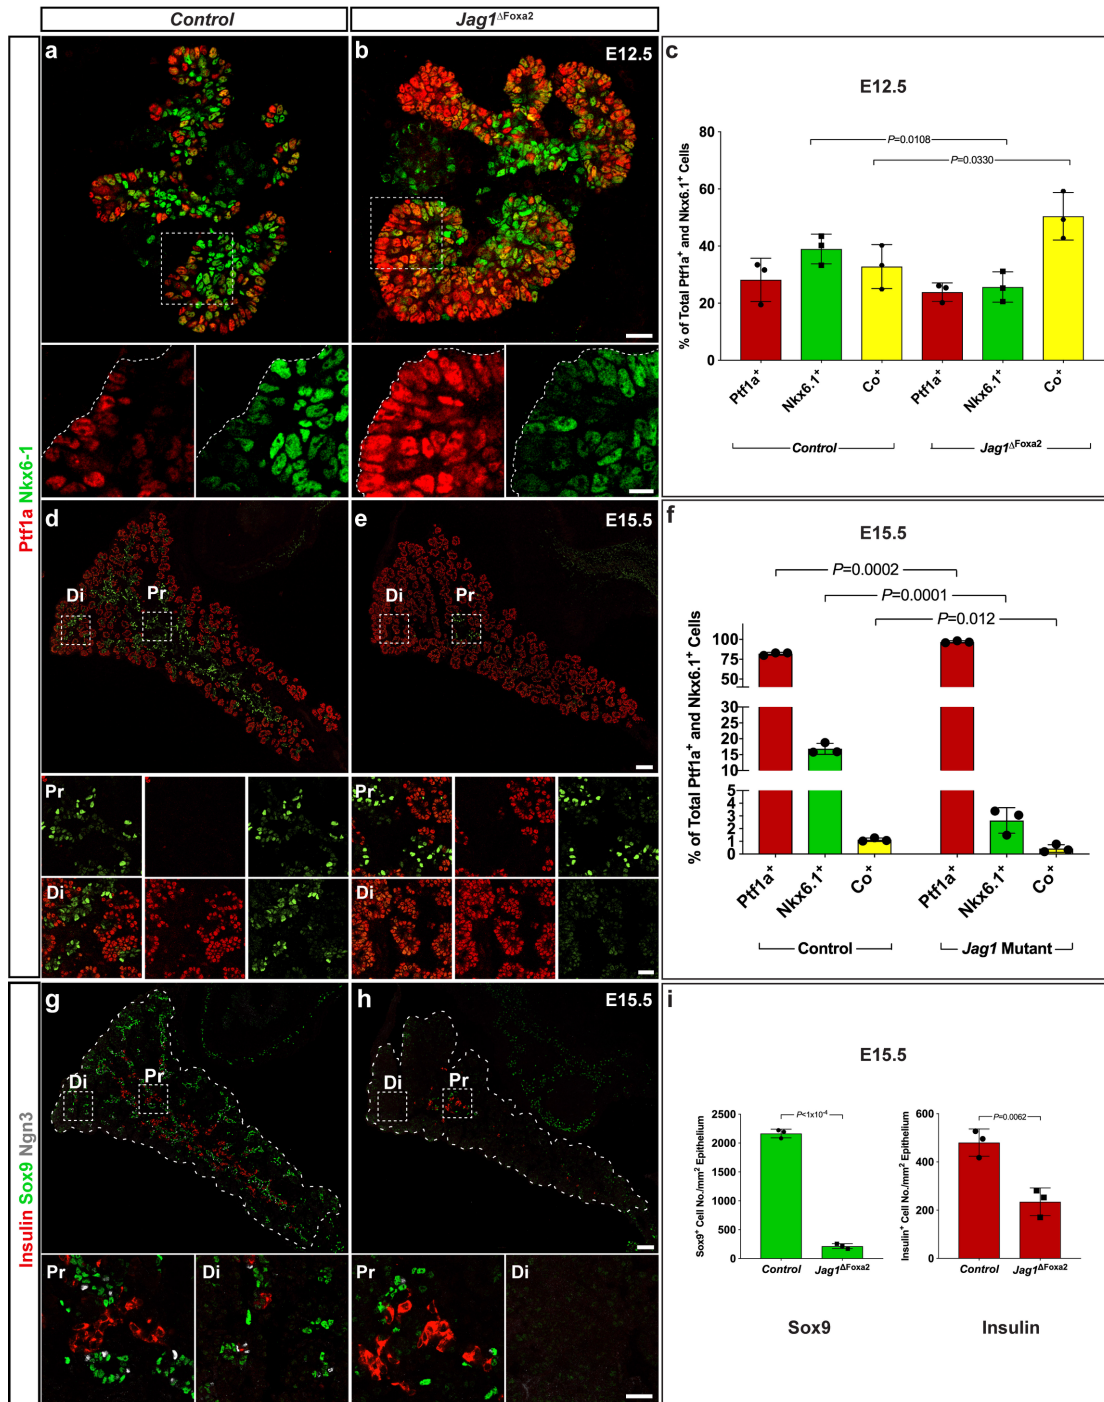 Control
Jag1ΔFoxa2
Ptf1a Nkx6-1
a
b
E12.5
c
E12.5
% of Total Ptf1a+ and Nkx6.1+ Cells
80
60
40
20
0
P=0.0108
P=0.0330
Ptf1a+
Nkx6.1+
Co+
Ptf1a+
Nkx6.1+
Co+
Control
Jag1ΔFoxa2
d
Di
Pr
e
E15.5
Di
Pr
Pr
Pr
Di
Di
f
E15.5
P=0.0002
P=0.0001
P=0.012
% of Total Ptf1a+ and Nkx6.1+ Cells
100
75
50
30
25
20
15
10
5
4
3
2
1
0
Ptf1a+
Nkx6.1+
Co+
Ptf1a+
Nkx6.1+
Co+
Control
Jag1 Mutant
Insulin Sox9 Ngn3
g
Di
Pr
h
E15.5
Di
Pr
Pr
Di
Pr
Di
i
E15.5
Sox9+ Cell No./mm2 Epithelium
2500
2000
1500
1000
500
0
P<1x10-4
Control
Jag1ΔFoxa2
Sox9
Insulin+ Cell No./mm2 Epithelium
600
400
200
0
P=0.0062
Control
Jag1ΔFoxa2
Insulin